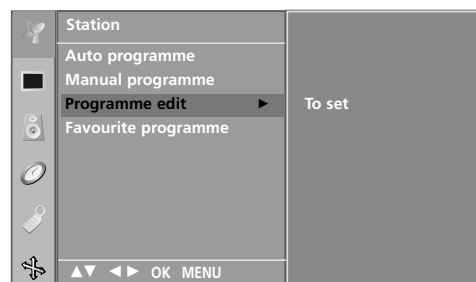 Station
Auto programme
Manual programme
Programme edit ► To set
Favourite programme
▲▼ ◄► OK MENU